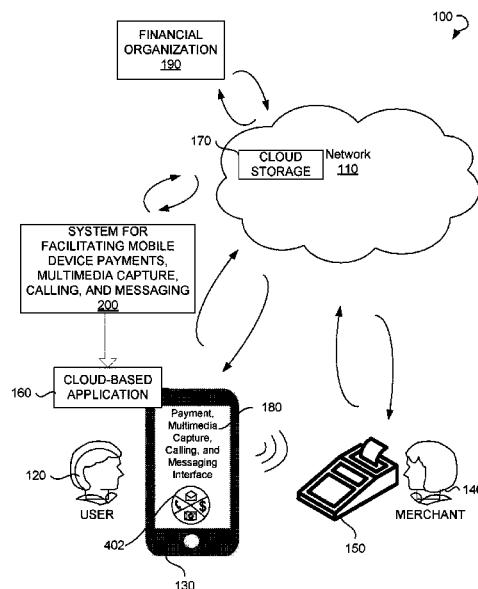 100
FINANCIAL
ORGANIZATION
190
170
CLOUD
STORAGE
Network
110
SYSTEM FOR
FACILITATING MOBILE
DEVICE PAYMENTS,
MULTIMEDIA CAPTURE,
CALLING, AND MESSAGING
200
160
CLOUD-BASED
APPLICATION
Payment,
Multimedia
Capture,
Calling, and
Messaging
Interface
180
$
120
USER
402
130
150
MERCHANT
140